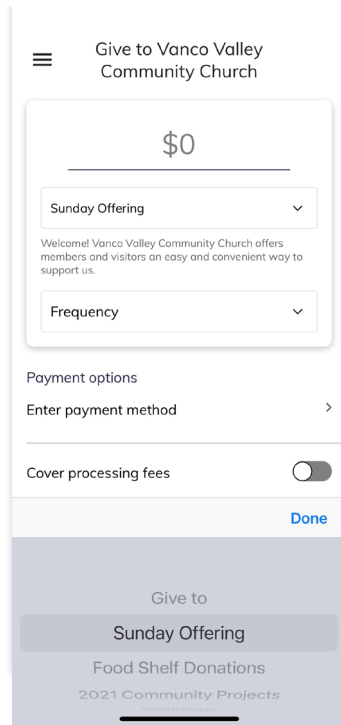 Give to Vanco Valley
Community Church
$0
Sunday Offering
Welcome! Vanco Valley Community Church offers
members and visitors an easy and convenient way to
support us.
Frequency
Payment options
Enter payment method
Cover processing fees
Done
Give to
Sunday Offering
Food Shelf Donations
2021 Community Projects